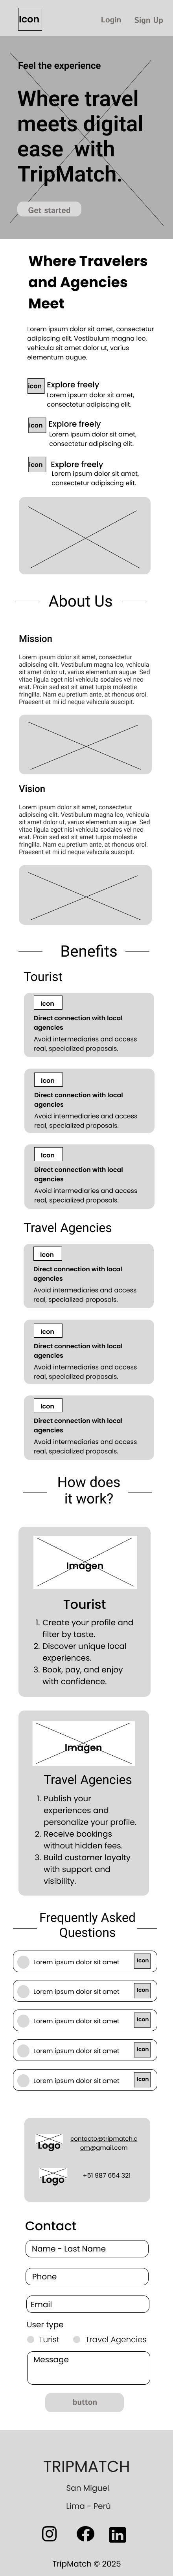 Icon
Login
Sign Up
Feel the experience
Where travel
meets digital
ease with
TripMatch.
Get started
Where Travelers
and Agencies
Meet
Lorem ipsum dolor sit amet, consectetur
adipiscing elit. Vestibulum magna leo,
vehicula sit amet dolor ut, varius
elementum augue.
Icon
Explore freely
Lorem ipsum dolor sit amet,
consectetur adipiscing elit.
Icon
Explore freely
Lorem ipsum dolor sit amet,
consectetur adipiscing elit.
Icon
Explore freely
Lorem ipsum dolor sit amet,
consectetur adipiscing elit.
About Us
Mission
Lorem ipsum dolor sit amet, consectetur
adipiscing elit. Vestibulum magna leo, vehicula
sit amet dolor ut, varius elementum augue. Sed
vitae ligula eget nisl vehicula sodales vel nec
erat. Proin sed est sit amet turpis molestie
fringilla. Nam eu pretium ante, at rhoncus orci.
Praesent et mi id neque vehicula suscipit.
Vision
Lorem ipsum dolor sit amet, consectetur
adipiscing elit. Vestibulum magna leo, vehicula
sit amet dolor ut, varius elementum augue. Sed
vitae ligula eget nisl vehicula sodales vel nec
erat. Proin sed est sit amet turpis molestie
fringilla. Nam eu pretium ante, at rhoncus orci.
Praesent et mi id neque vehicula suscipit.
Benefits
Tourist
Icon
Direct connection with local
agencies
Avoid intermediaries and access
real, specialized proposals.
Icon
Direct connection with local
agencies
Avoid intermediaries and access
real, specialized proposals.
Icon
Direct connection with local
agencies
Avoid intermediaries and access
real, specialized proposals.
Travel Agencies
Icon
Direct connection with local
agencies
Avoid intermediaries and access
real, specialized proposals.
Icon
Direct connection with local
agencies
Avoid intermediaries and access
real, specialized proposals.
Icon
Direct connection with local
agencies
Avoid intermediaries and access
real, specialized proposals.
How does
it work?
Imagen
Tourist
1. Create your profile and
filter by taste.
2. Discover unique local
experiences.
3. Book, pay, and enjoy
with confidence.
Imagen
Travel Agencies
1. Publish your
experiences and
personalize your profile.
2. Receive bookings
without hidden fees.
3. Build customer loyalty
with support and
visibility.
Frequently Asked
Questions
Lorem ipsum dolor sit amet
Icon
Lorem ipsum dolor sit amet
Icon
Lorem ipsum dolor sit amet
Icon
Lorem ipsum dolor sit amet
Icon
Lorem ipsum dolor sit amet
Icon
Logo
contacto@tripmatch.c
om@gmail.com
Logo
+51 987 654 321
Contact
Name - Last Name
Phone
Email
User type
Turist
Travel Agencies
Message
button
TRIPMATCH
San Miguel
Lima - Perú
TripMatch © 2025